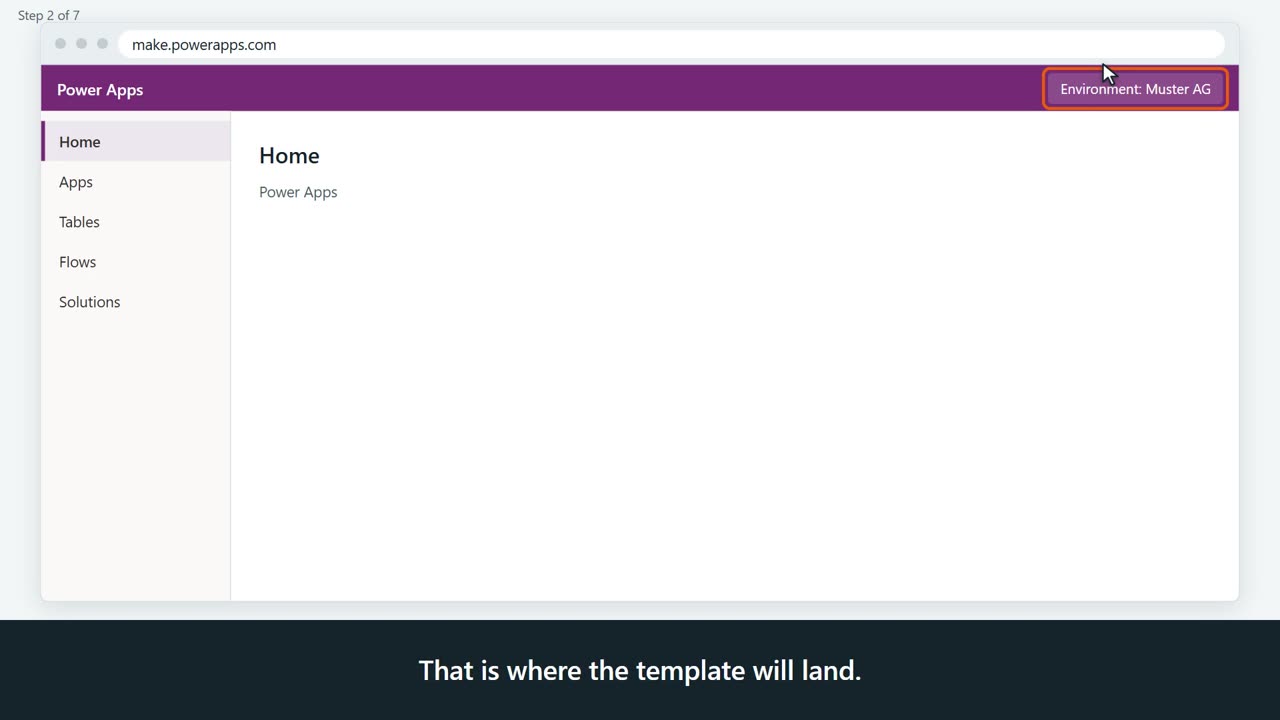 Step 2 of 7
make.powerapps.com
Power Apps
Environment: Muster AG
Home
Apps
Tables
Flows
Solutions
Home
Power Apps
That is where the template will land.